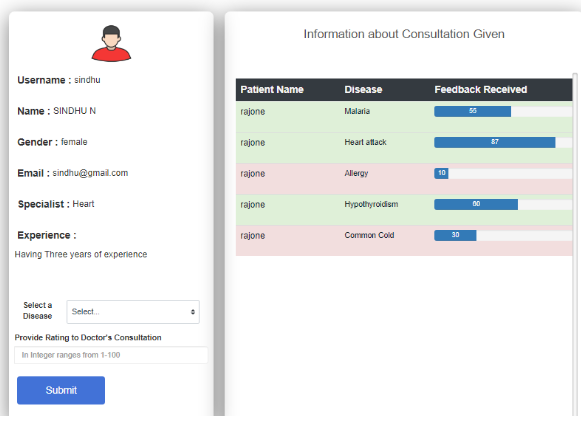 Username : sindhu
Name : SINDHU N
Gender : female
Email : sindhu@gmail.com
Specialist : Heart
Experience :
Having Three years of experience
Select a
Disease
Select...
Provide Rating to Doctor's Consultation
In Integer ranges from 1-100
Submit
Information about Consultation Given
Patient Name Disease Feedback Received
rajone Malaria 55
rajone Heart attack 87
rajone Allergy 10
rajone Hypothyroidism 60
rajone Common Cold 30